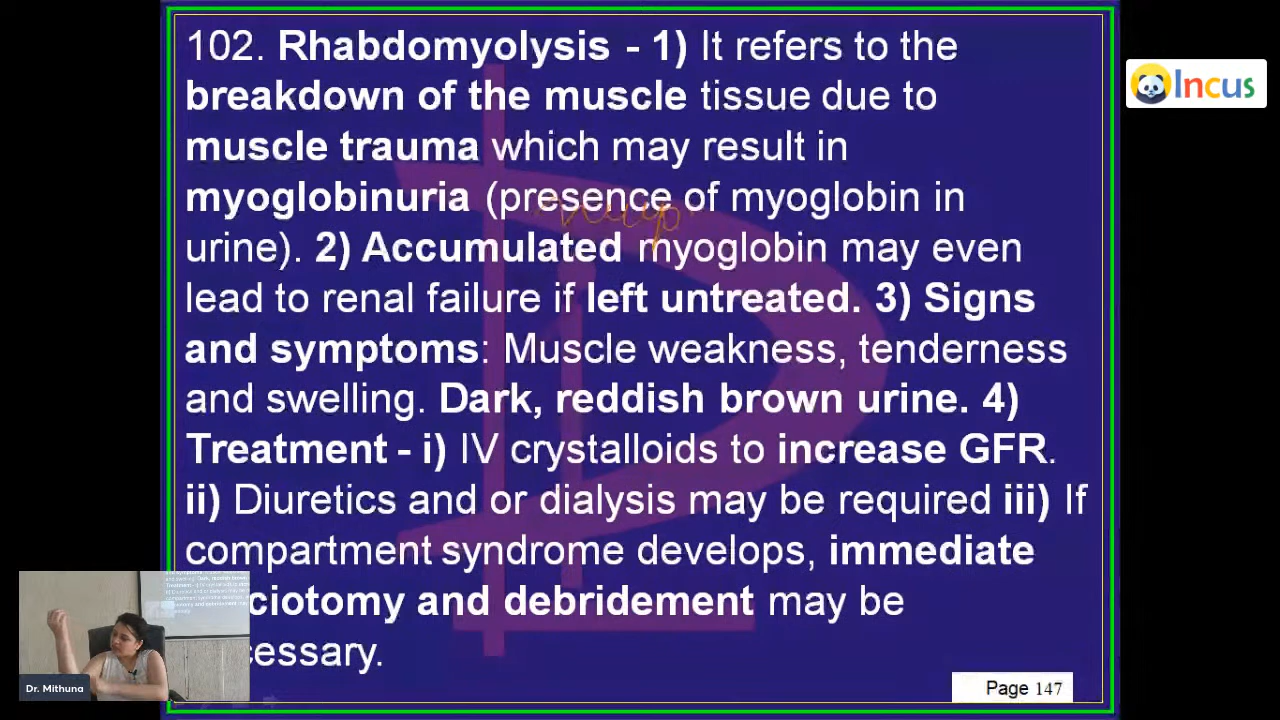 102. Rhabdomyolysis - 1) It refers to the
breakdown of the muscle tissue due to
muscle trauma which may result in
myoglobinuria (presence of myoglobin in
urine). 2) Accumulated myoglobin may even
lead to renal failure if left untreated. 3) Signs
and symptoms: Muscle weakness, tenderness
and swelling. Dark, reddish brown urine. 4)
Treatment - i) IV crystalloids to increase GFR.
ii) Diuretics and or dialysis may be required iii) If
compartment syndrome develops, immediate
ciotomy and debridement may be
cessary.
Page 147
Incus
Dr. Mithuna